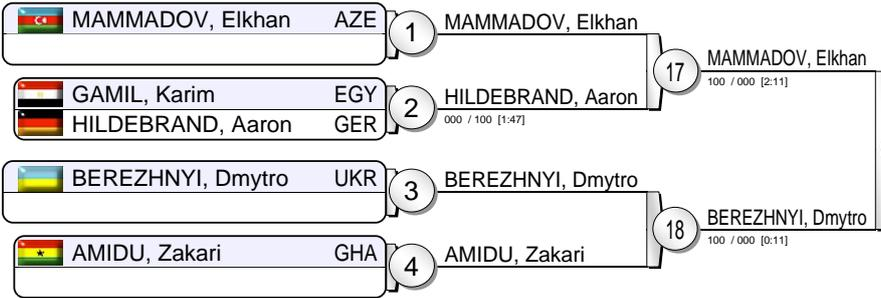 MAMMADOV, Elkhan AZE
1
MAMMADOV, Elkhan
GAMIL, Karim EGY
HILDEBRAND, Aaron GER
2
HILDEBRAND, Aaron
000 / 100 [1:47]
17
MAMMADOV, Elkhan
100 / 000 [2:11]
BEREZHNYI, Dmytro UKR
3
BEREZHNYI, Dmytro
AMIDU, Zakari GHA
4
AMIDU, Zakari
18
BEREZHNYI, Dmytro
100 / 000 [0:11]